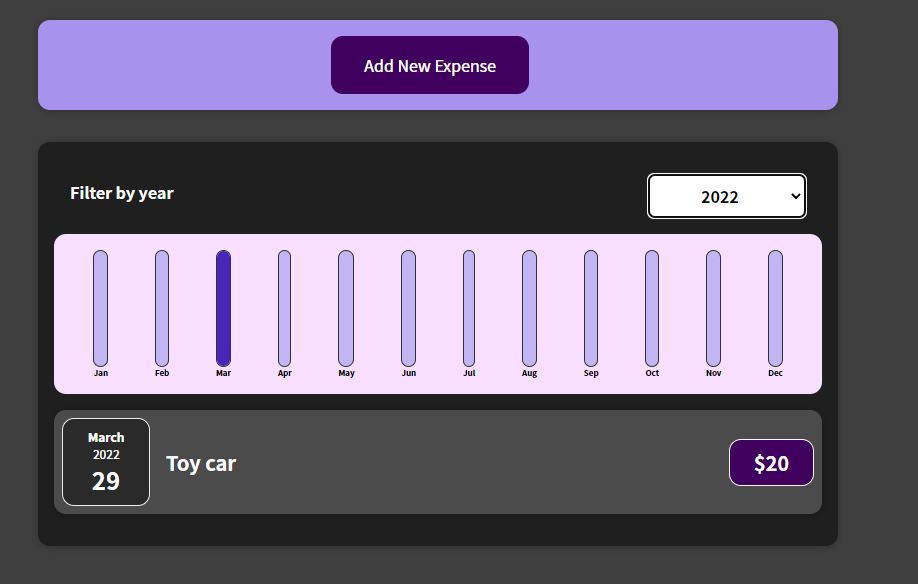 Add New Expense
Filter by year
2022
Jan Feb Mar Apr May Jun Jul Aug Sep Oct Nov Dec
March
2022
29
Toy car
$20